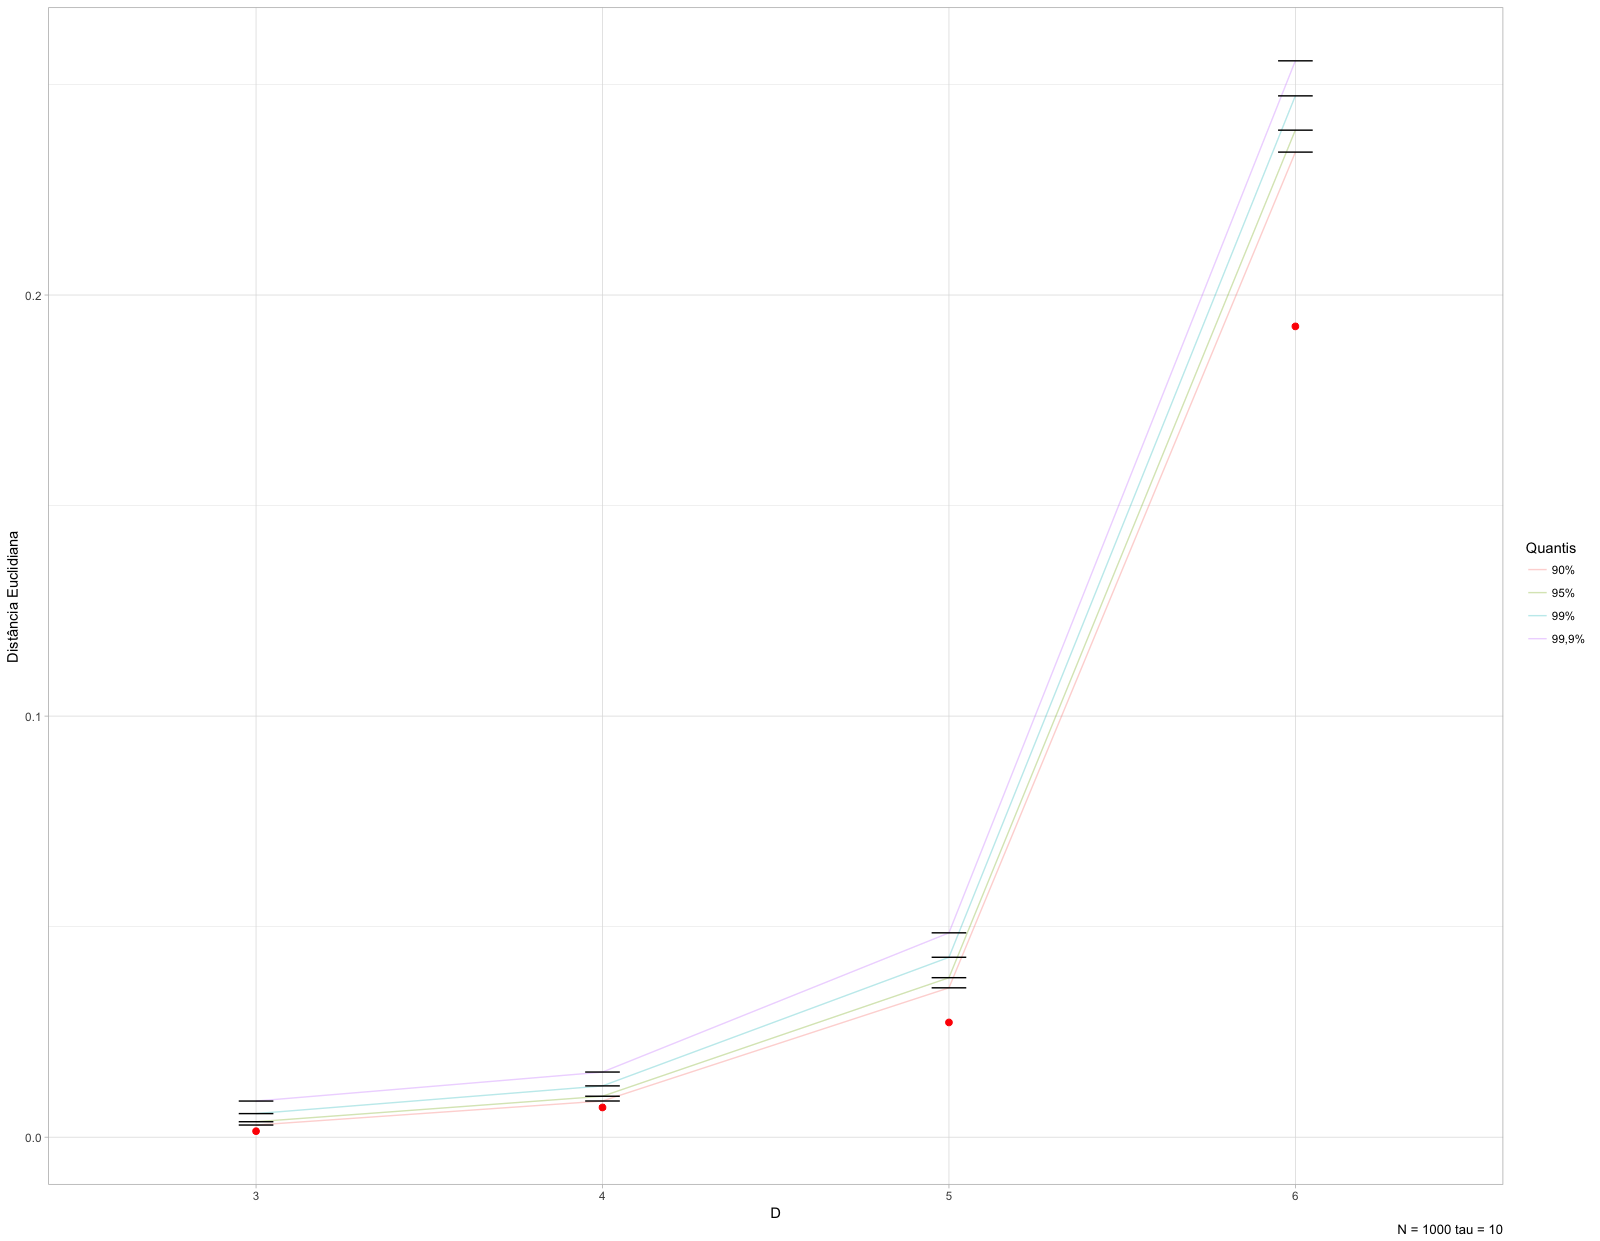 Distância Euclidiana
0.2
0.1
0.0
3 4 5 6
D
N = 1000 tau = 10
Quantis
90%
95%
99%
99,9%